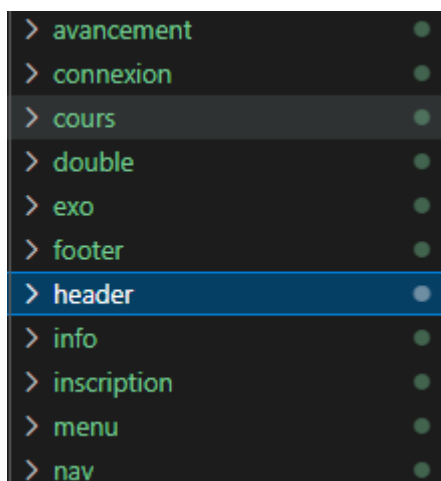 avancement
connexion
cours
double
exo
footer
header
info
inscription
menu
nav